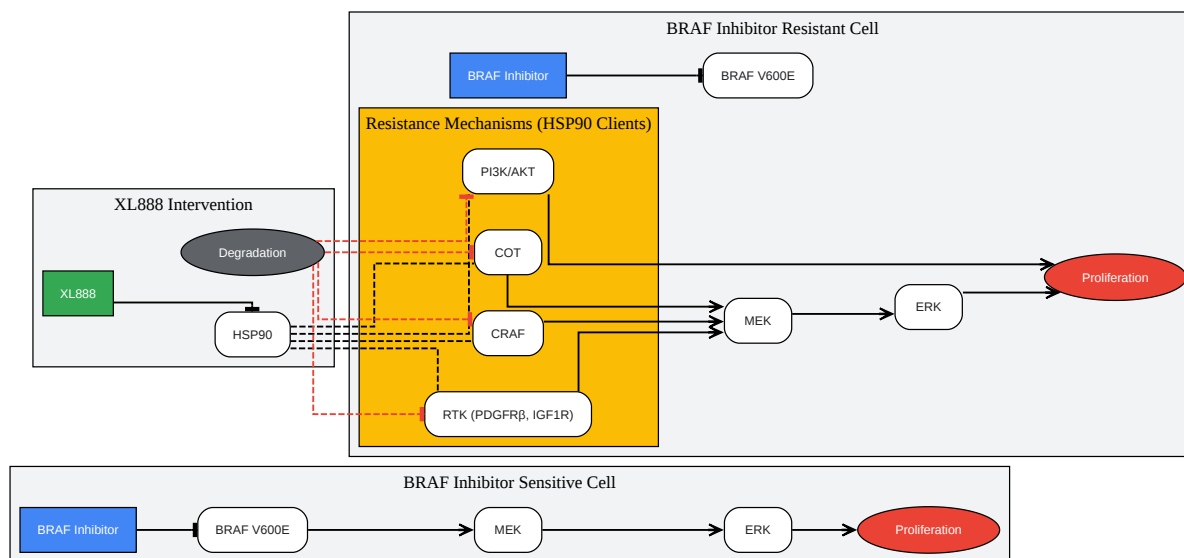 BRAF Inhibitor Resistant Cell
BRAF Inhibitor
BRAF V600E
Resistance Mechanisms (HSP90 Clients)
PI3K/AKT
XL888 Intervention
Degradation
COT
XL888
HSP90
CRAF
MEK
ERK
Proliferation
RTK (PDGFRβ, IGF1R)
BRAF Inhibitor Sensitive Cell
BRAF Inhibitor
BRAF V600E
MEK
ERK
Proliferation